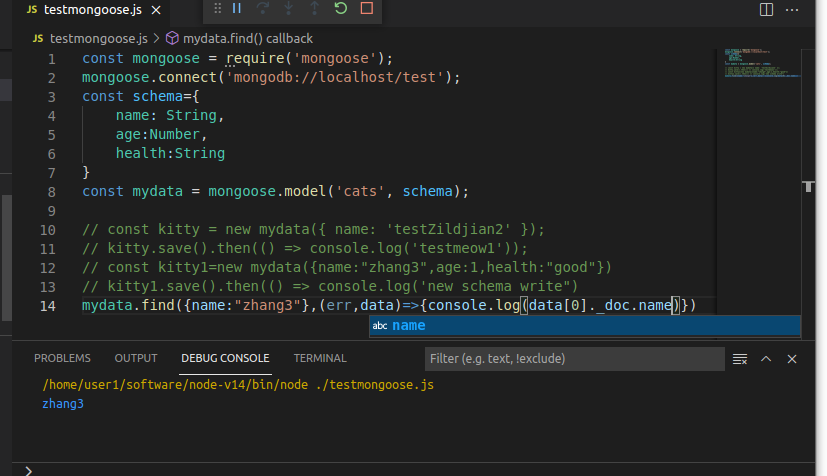 JS testmongoose.js ×
JS testmongoose.js > mydata.find() callback
1 const mongoose = require('mongoose');
2 mongoose.connect('mongodb://localhost/test');
3 const schema={
4 name: String,
5 age:Number,
6 health:String
7 }
8 const mydata = mongoose.model('cats', schema);
9
10 // const kitty = new mydata({ name: 'testZildjian2' });
11 // kitty.save().then(() => console.log('testmeow1'));
12 // const kitty1=new mydata({name:"zhang3",age:1,health:"good"})
13 // kitty1.save().then(() => console.log('new schema write")
14 mydata.find({name:"zhang3"},(err,data)=>{console.log(data[0]._doc.name)})
abc name
PROBLEMS OUTPUT DEBUG CONSOLE TERMINAL Filter (e.g. text, !exclude)
/home/user1/software/node-v14/bin/node ./testmongoose.js
zhang3
>